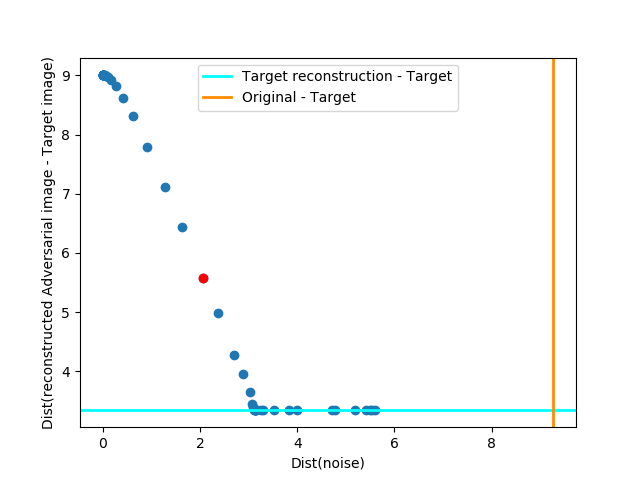 Target reconstruction - Target
Original - Target
Dist(reconstructed Adversarial image - Target image)
9
8
7
6
5
4
0
2
4
6
8
Dist(noise)